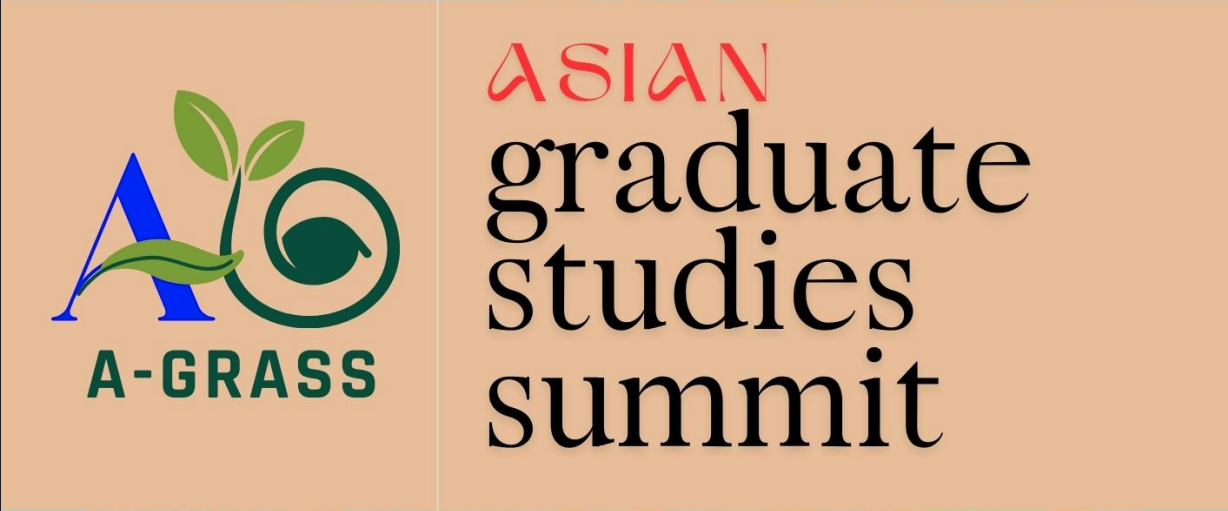 A-GRASS
ASIAN
graduate
studies
summit